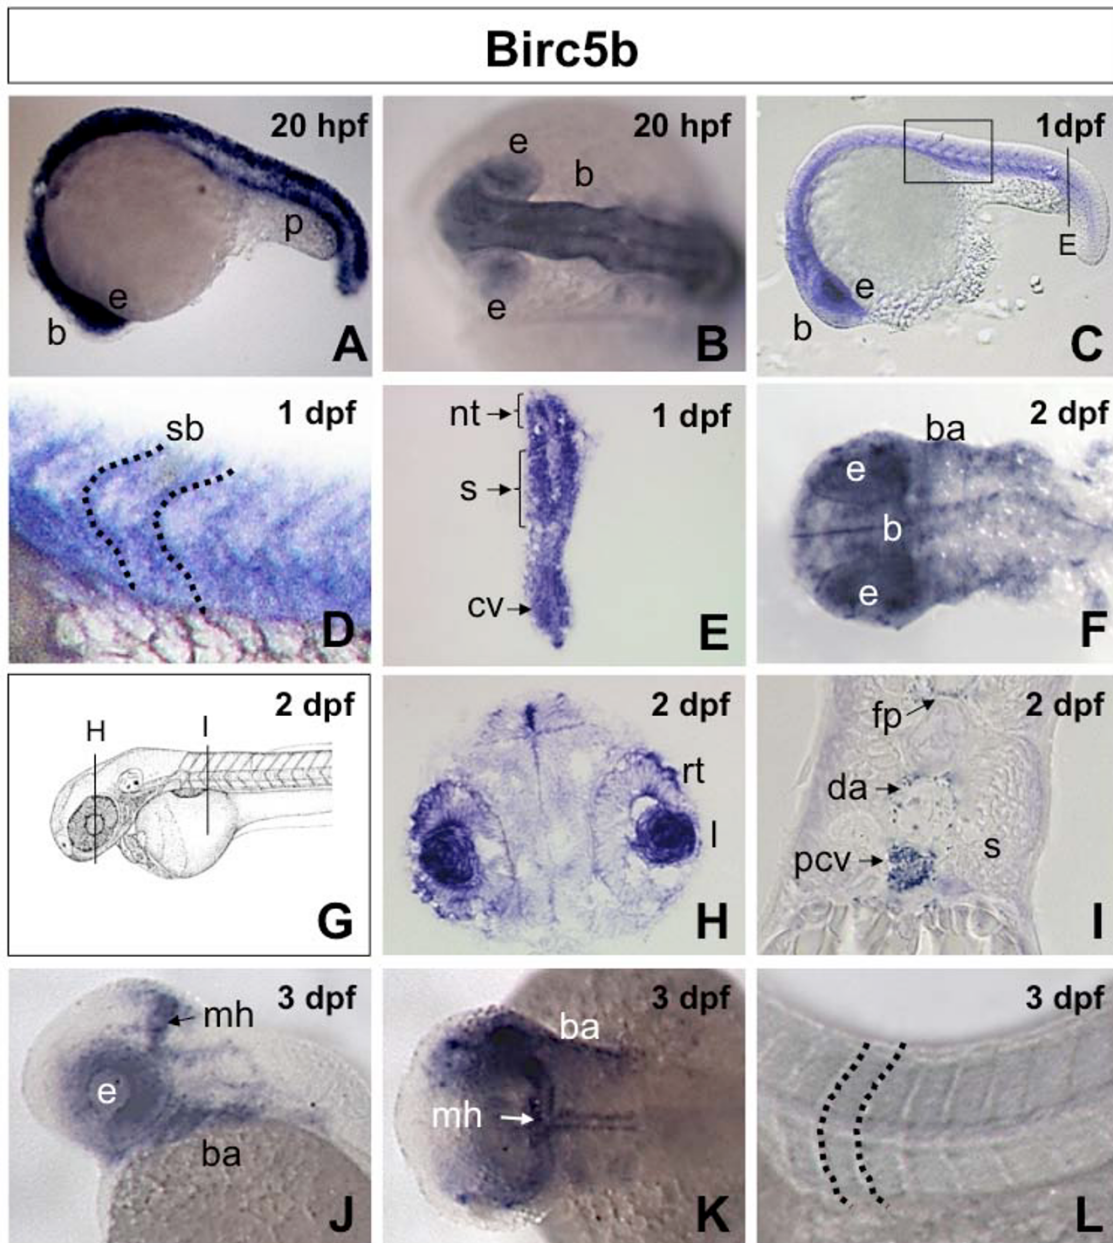 Birc5b
20 hpf
p
e
b
A
20 hpf
e
b
e
B
1dpf
E
e
b
C
1 dpf
sb
D
1 dpf
nt
s
cv
E
2 dpf
ba
e
b
e
F
2 dpf
H I
G
2 dpf
rt
l
H
2 dpf
fp
da
s
pcv
I
3 dpf
mh
e
ba
J
3 dpf
ba
mh
K
3 dpf
L